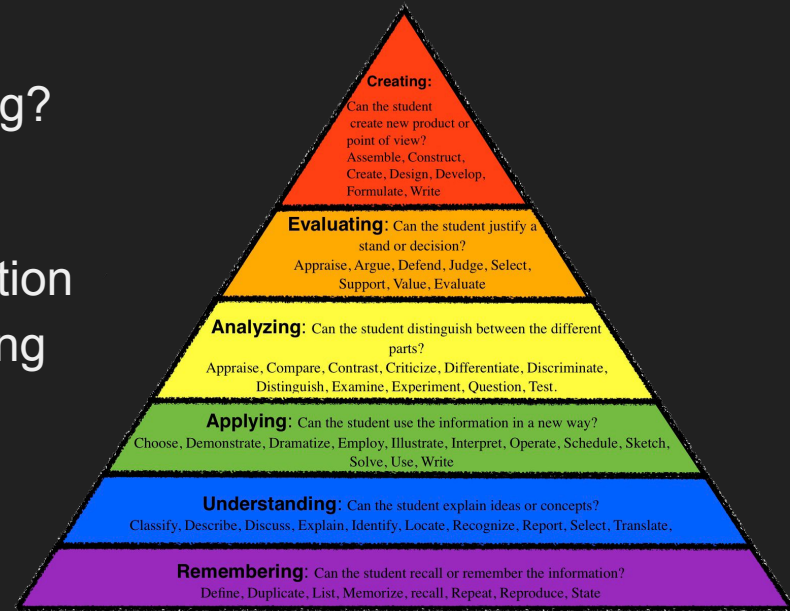 g?
tion
ng
Creating:
Can the student
create new product or
point of view?
Assemble, Construct,
Create, Design, Develop,
Formulate, Write
Evaluating: Can the student justify a
stand or decision?
Appraise, Argue, Defend, Judge, Select,
Support, Value, Evaluate
Analyzing: Can the student distinguish between the different
parts?
Appraise, Compare, Contrast, Criticize, Differentiate, Discriminate,
Distinguish, Examine, Experiment, Question, Test.
Applying: Can the student use the information in a new way?
Choose, Demonstrate, Dramatize, Employ, Illustrate, Interpret, Operate, Schedule, Sketch,
Solve, Use, Write
Understanding: Can the student explain ideas or concepts?
Classify, Describe, Discuss, Explain, Identify, Locate, Recognize, Report, Select, Translate,
Remembering: Can the student recall or remember the information?
Define, Duplicate, List, Memorize, recall, Repeat, Reproduce, State